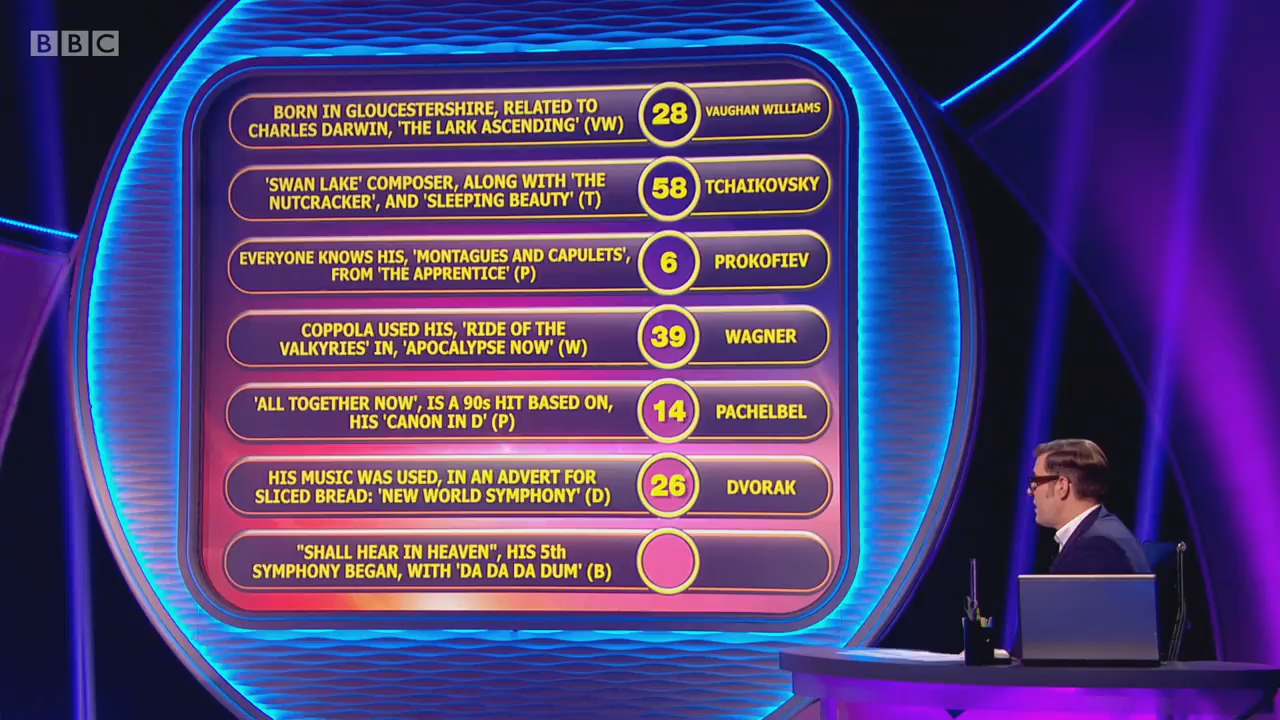 BBC
BORN IN GLOUCESTERSHIRE, RELATED TO
CHARLES DARWIN, 'THE LARK ASCENDING' (VW)
28
VAUGHAN WILLIAMS
'SWAN LAKE' COMPOSER, ALONG WITH 'THE
NUTCRACKER', AND 'SLEEPING BEAUTY' (T)
58
TCHAIKOVSKY
EVERYONE KNOWS HIS, 'MONTAGUES AND CAPULETS',
FROM 'THE APPRENTICE' (P)
6
PROKOFIEV
COPPOLA USED HIS, 'RIDE OF THE
VALKYRIES' IN, 'APOCALYPSE NOW' (W)
39
WAGNER
'ALL TOGETHER NOW', IS A 90s HIT BASED ON,
HIS 'CANON IN D' (P)
14
PACHELBEL
HIS MUSIC WAS USED, IN AN ADVERT FOR
SLICED BREAD: 'NEW WORLD SYMPHONY' (D)
26
DVORAK
"SHALL HEAR IN HEAVEN", HIS 5th
SYMPHONY BEGAN, WITH 'DA DA DA DUM' (B)